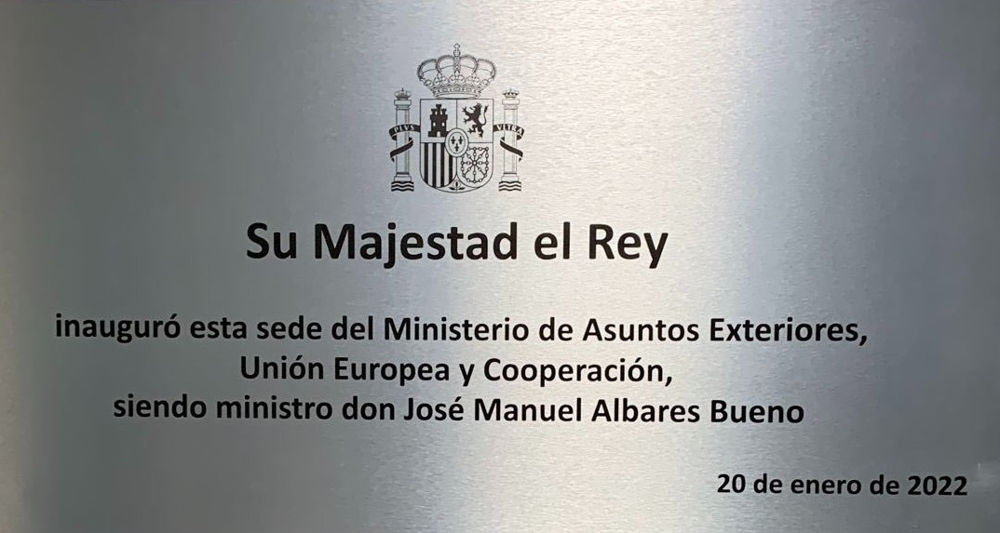 PLVS VLTRA
Su Majestad el Rey
inauguró esta sede del Ministerio de Asuntos Exteriores,
Unión Europea y Cooperación,
siendo ministro don José Manuel Albares Bueno
20 de enero de 2022